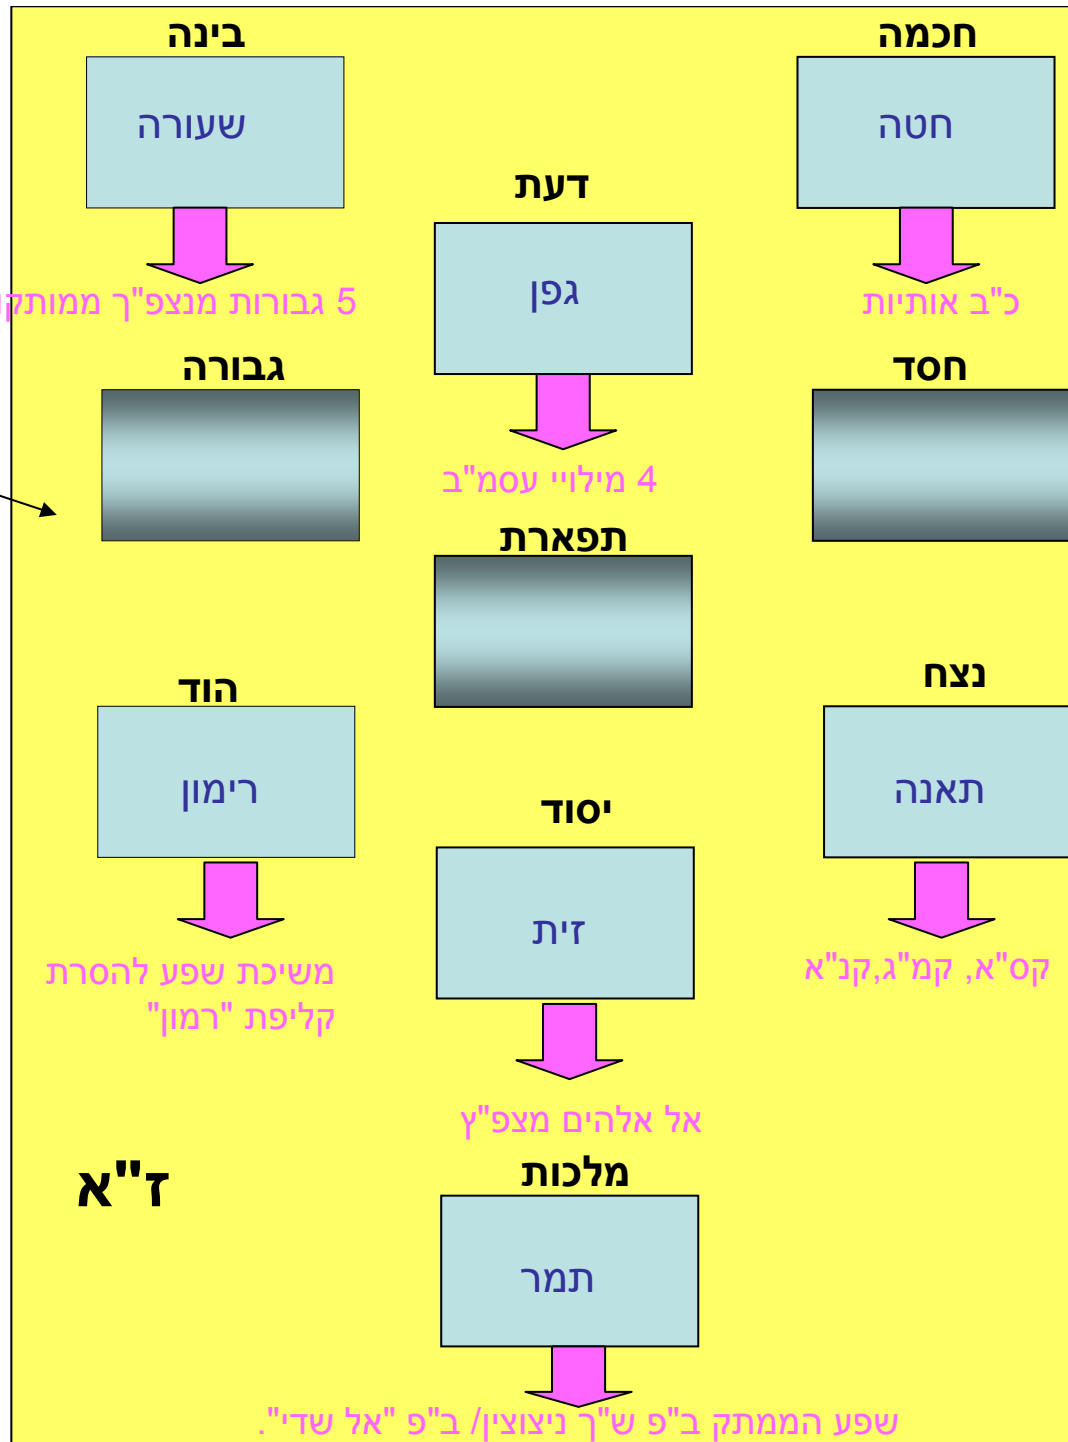 חכמה
בינה
חטה
שעורה
דעת
גפן
כ"ב אותיות
5 גבורות מנצפ"ך
חסד
גבורה
4 מילויי עסמ"ב
תפארת
נצח
הוד
תאנה
רימון
יסוד
זית
קס"א, קמ"ג,קנ"א
משיכת שפע להסרת
קליפת "רמון"
אל אלהים מצפ"ץ
ז"א
מלכות
תמר
שפע הממתק ב"פ ש"ך ניצוצין/ ב"פ "אל שדי".